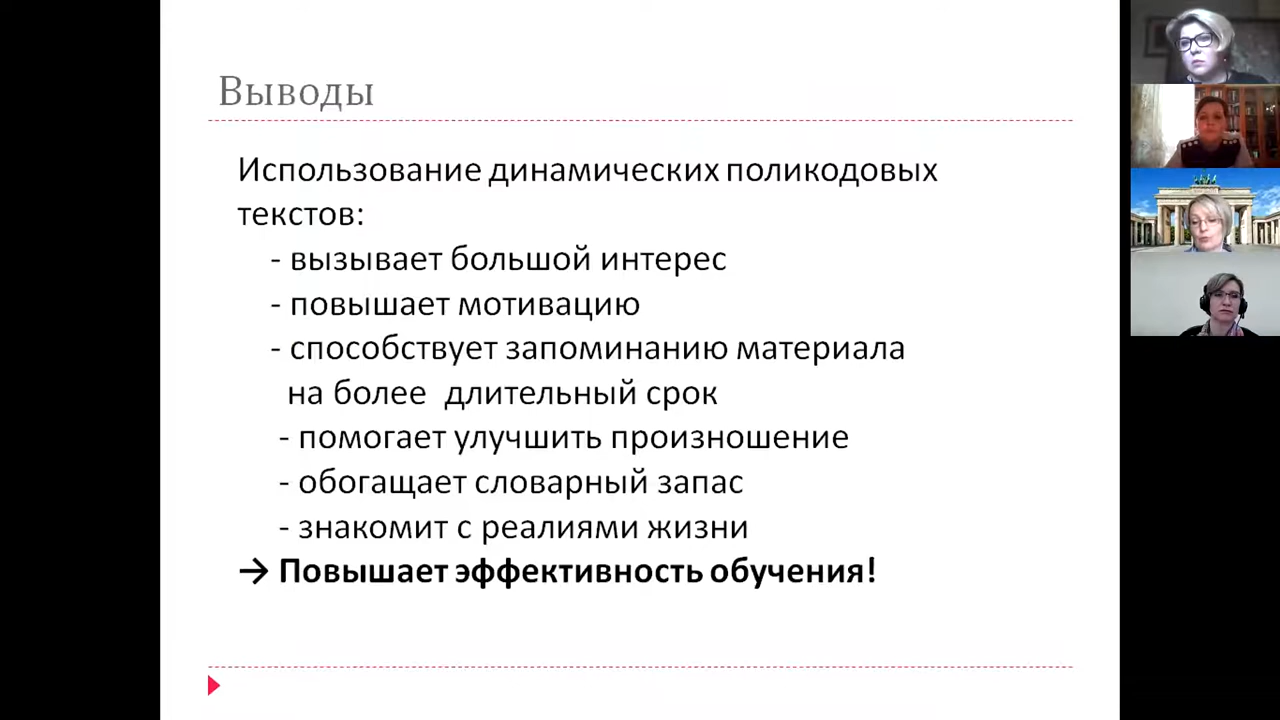 Выводы
Использование динамических поликодовых
текстов:
- вызывает большой интерес
- повышает мотивацию
- способствует запоминанию материала
на более длительный срок
- помогает улучшить произношение
- обогащает словарный запас
- знакомит с реалиями жизни
→ Повышает эффективность обучения!